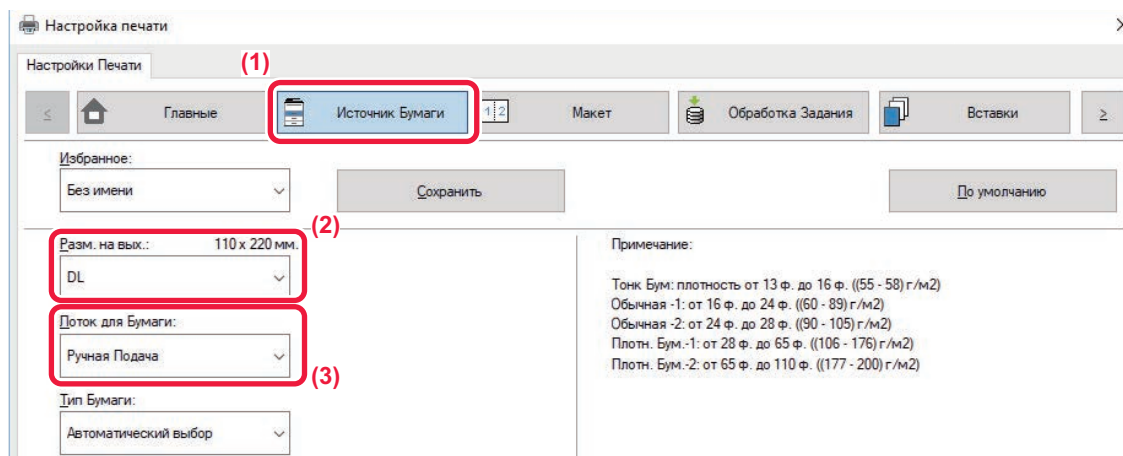 Настройка печати
Настройки Печати
(1)
Главные
Источник Бумаги
1 2
Макет
Обработка Задания
Вставки
Избранное:
Без имени
Сохранить
По умолчанию
(2)
Разм. на вых.: 110 x 220 мм.
DL
Лоток для Бумаги:
Ручная Подача
(3)
Тип Бумаги:
Автоматический выбор
Примечание:
Тонк Бум: плотность от 13 ф. до 16 ф. ((55 - 58) г/м2)
Обычная -1: от 16 ф. до 24 ф. ((60 - 89) г/м2)
Обычная -2: от 24 ф. до 28 ф. ((90 - 105) г/м2)
Плотн. Бум.-1: от 28 ф. до 65 ф. ((106 - 176) г/м2)
Плотн. Бум.-2: от 65 ф. до 110 ф. ((177 - 200) г/м2)